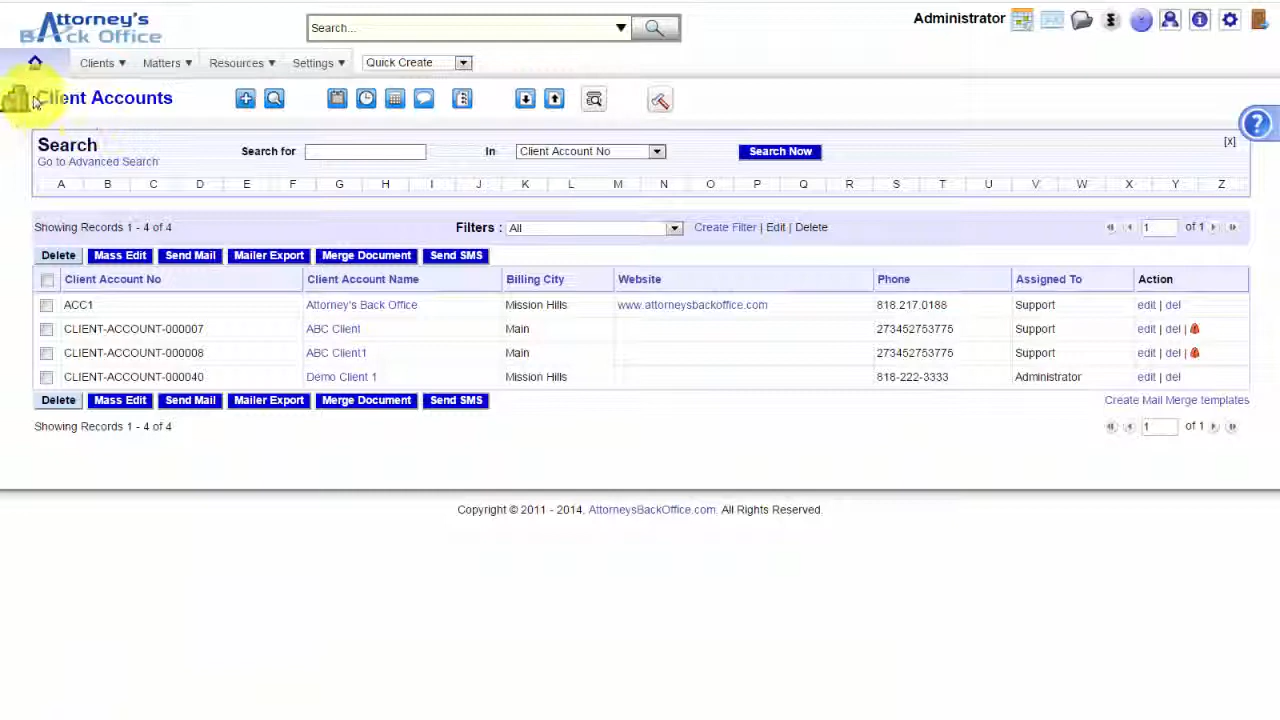 Attorney's
BAck Office
Search...
Administrator
Clients Matters Resources Settings Quick Create
Client Accounts
Search
Go to Advanced Search
Search for In Client Account No Search Now
[x]
A B C D E F G H I J K L M N O P Q R S T U V W X Y Z
Showing Records 1 - 4 of 4 Filters : All Create Filter | Edit | Delete 1 of 1
Delete Mass Edit Send Mail Mailer Export Merge Document Send SMS
Client Account No Client Account Name Billing City Website Phone Assigned To Action
ACC1 Attorney's Back Office Mission Hills www.attorneysbackoffice.com 818.217.0188 Support edit | del
CLIENT-ACCOUNT-000007 ABC Client Main 273452753775 Support edit | del |
CLIENT-ACCOUNT-000008 ABC Client1 Main 273452753775 Support edit | del |
CLIENT-ACCOUNT-000040 Demo Client 1 Mission Hills 818-222-3333 Administrator edit | del
Delete Mass Edit Send Mail Mailer Export Merge Document Send SMS Create Mail Merge templates
Showing Records 1 - 4 of 4 1 of 1
Copyright © 2011 - 2014, AttorneysBackOffice.com. All Rights Reserved.